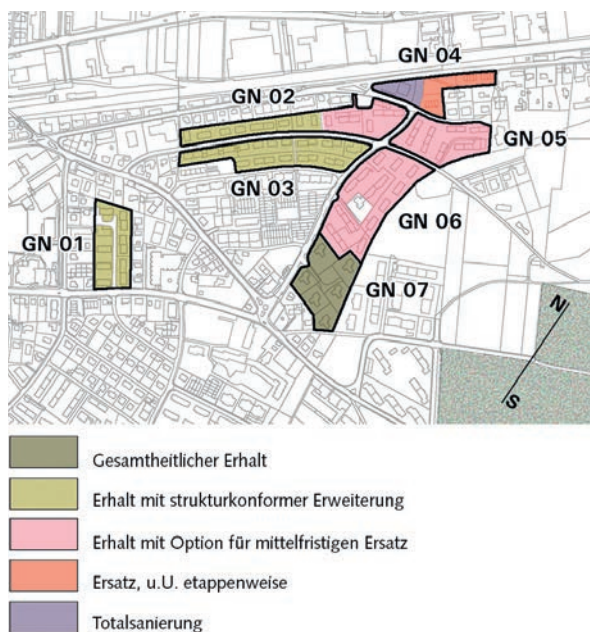 GN 04
GN 02
GN 05
GN 03
GN 06
GN 01
GN 07
N
S
Gesamtheitlicher Erhalt
Erhalt mit strukturkonformer Erweiterung
Erhalt mit Option für mittelfristigen Ersatz
Ersatz, u.U. etappenweise
Totalsanierung